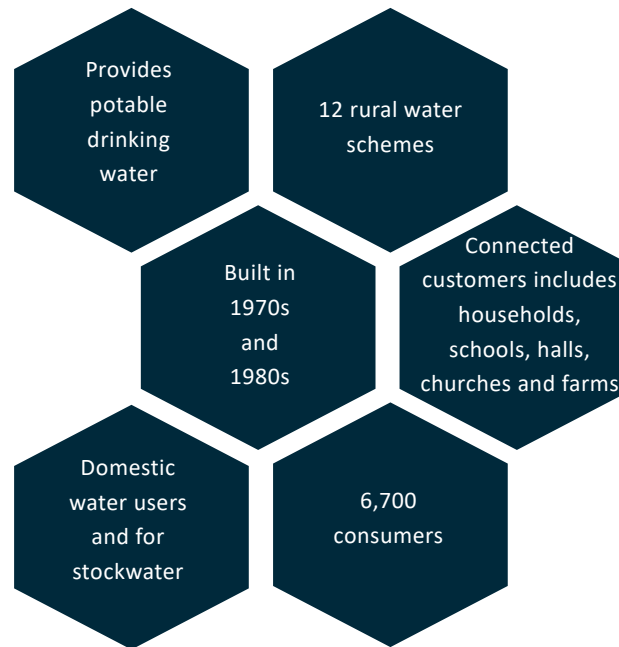 Provides
potable
drinking
water
12 rural water
schemes
Built in
1970s
and
1980s
Connected
customers includes
households,
schools, halls,
churches and farms
Domestic
water users
and for
stockwater
6,700
consumers